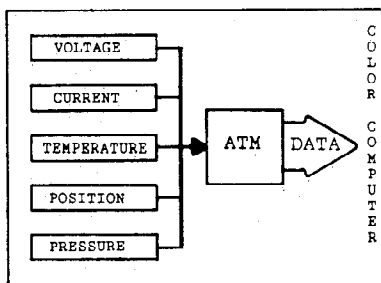 VOLTAGE
CURRENT
TEMPERATURE
POSITION
PRESSURE
ATM
DATA
COLOR COMPUTER